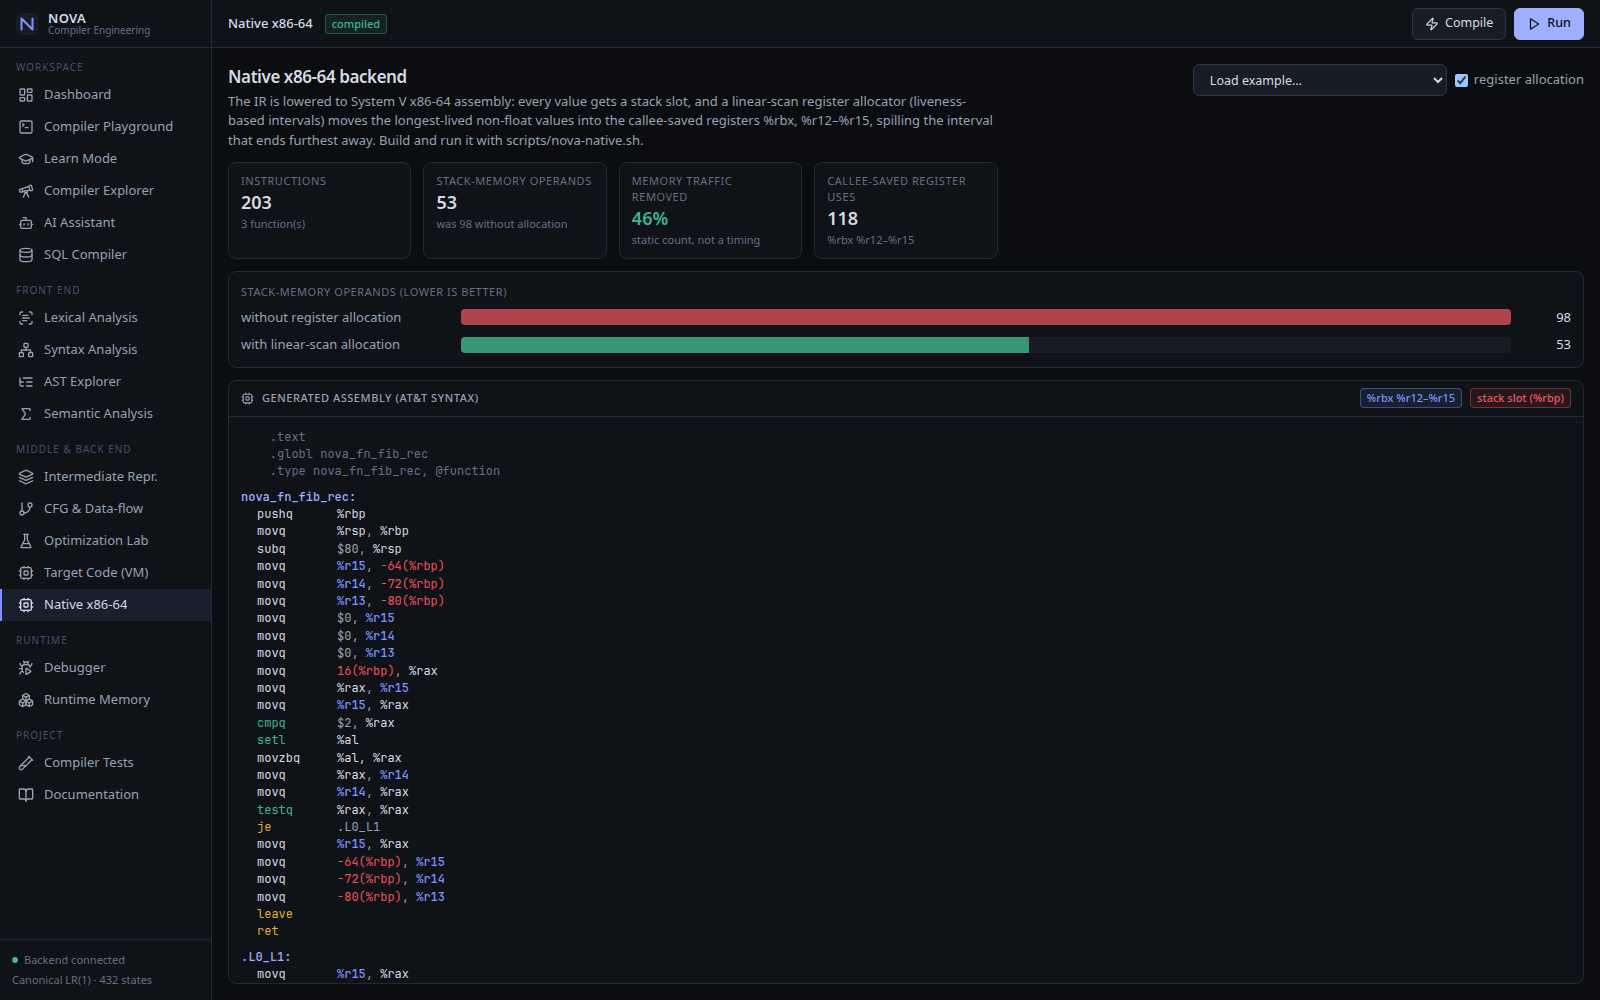 NOVA
Compiler Engineering
WORKSPACE
Dashboard
Compiler Playground
Learn Mode
Compiler Explorer
AI Assistant
SQL Compiler
FRONT END
Lexical Analysis
Syntax Analysis
AST Explorer
Semantic Analysis
MIDDLE & BACK END
Intermediate Repr.
CFG & Data-flow
Optimization Lab
Target Code (VM)
Native x86-64
RUNTIME
Debugger
Runtime Memory
PROJECT
Compiler Tests
Documentation
Backend connected
Canonical LR(1) · 432 states
Native x86-64 compiled
Compile
Run
Native x86-64 backend
The IR is lowered to System V x86-64 assembly: every value gets a stack slot, and a linear-scan register allocator (liveness-
based intervals) moves the longest-lived non-float values into the callee-saved registers %rbx, %r12–%r15, spilling the interval
that ends furthest away. Build and run it with scripts/nova-native.sh.
Load example...
register allocation
INSTRUCTIONS
203
3 function(s)
STACK-MEMORY OPERANDS
53
was 98 without allocation
MEMORY TRAFFIC
REMOVED
46%
static count, not a timing
CALLEE-SAVED REGISTER
USES
118
%rbx %r12–%r15
STACK-MEMORY OPERANDS (LOWER IS BETTER)
without register allocation 98
with linear-scan allocation 53
GENERATED ASSEMBLY (AT&T SYNTAX)
%rbx %r12–%r15
stack slot (%rbp)
.text
.globl nova_fn_fib_rec
.type nova_fn_fib_rec, @function
nova_fn_fib_rec:
pushq %rbp
movq %rsp, %rbp
subq $80, %rsp
movq %r15, -64(%rbp)
movq %r14, -72(%rbp)
movq %r13, -80(%rbp)
movq $0, %r15
movq $0, %r14
movq $0, %r13
movq 16(%rbp), %rax
movq %rax, %r15
movq %r15, %rax
cmpq $2, %rax
setl %al
movzbq %al, %rax
movq %rax, %r14
movq %r14, %rax
testq %rax, %rax
je .L0_L1
movq %r15, %rax
movq -64(%rbp), %r15
movq -72(%rbp), %r14
movq -80(%rbp), %r13
leave
ret
.L0_L1:
movq %r15, %rax